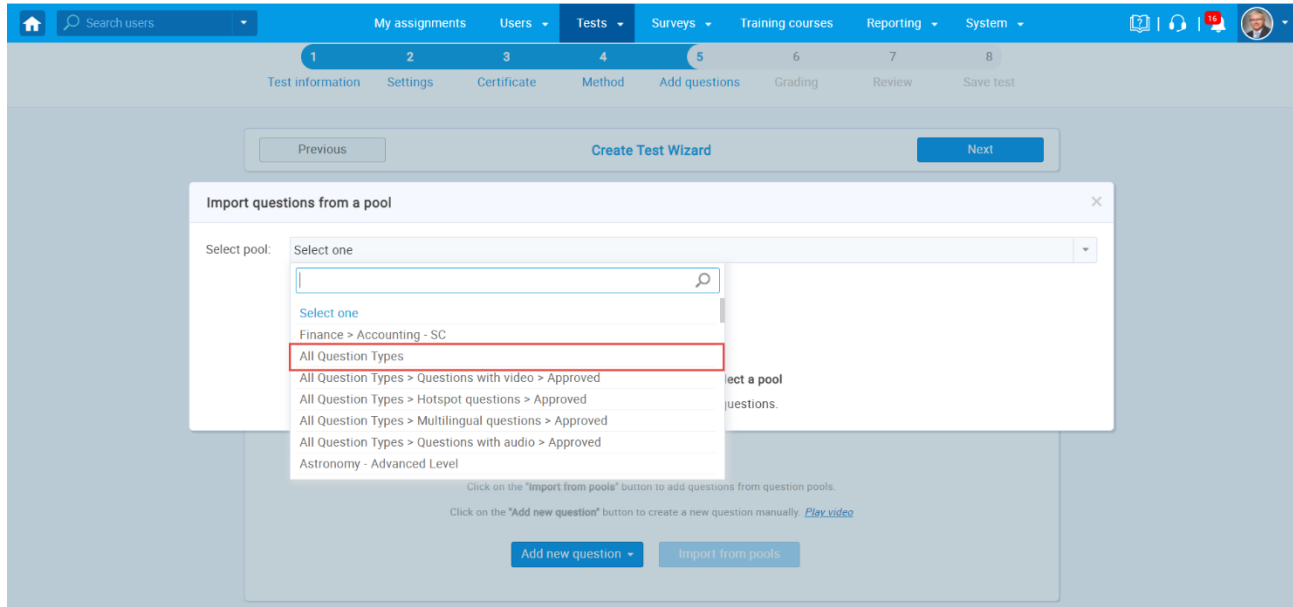 Search users
My assignments Users Tests Surveys Training courses Reporting System 16
1 2 3 4 5 6 7 8
Test information Settings Certificate Method Add questions Grading Review Save test
Previous Create Test Wizard Next
Import questions from a pool
Select pool: Select one
Select one
Finance > Accounting - SC
All Question Types
All Question Types > Questions with video > Approved
ect a pool
All Question Types > Hotspot questions > Approved
uestions.
All Question Types > Multilingual questions > Approved
All Question Types > Questions with audio > Approved
Astronomy - Advanced Level
Click on the "Import from pools" button to add questions from question pools.
Click on the "Add new question" button to create a new question manually. Play video
Add new question Import from pools